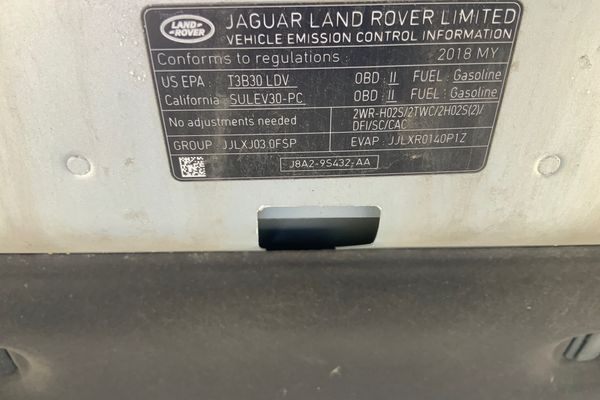 LAND
ROVER
JAGUAR LAND ROVER LIMITED
VEHICLE EMISSION CONTROL INFORMATION
Conforms to regulations : 2018 MY
US EPA : T3B30 LDV OBD : II FUEL: Gasoline
California : SULEV30-PC OBD : II FUEL : Gasoline
No adjustments needed
2WR-HO2S/2TWC/2HO2S(2)/
DFI/SC/CAC
GROUP : JJLXJ03.0FSP EVAP : JJLXR0140P1Z
J8A2-9S432-AA